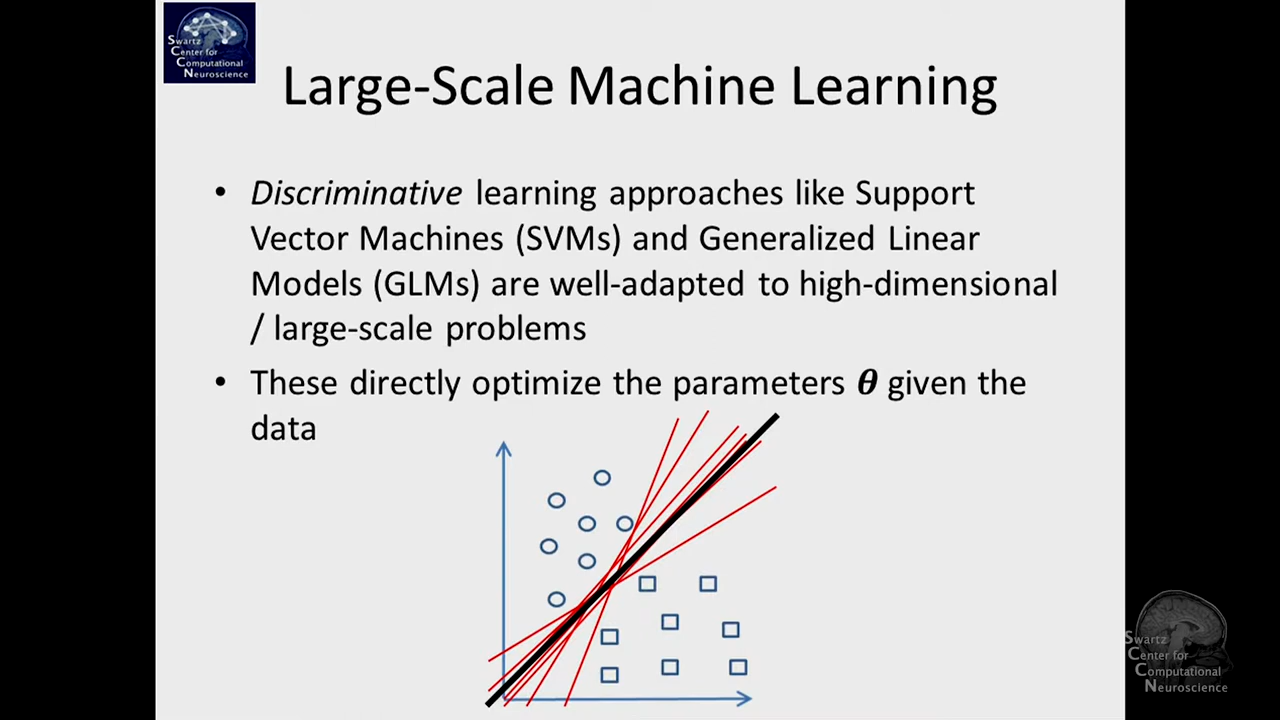 Swartz
Center for
Computational
Neuroscience
Large-Scale Machine Learning
• Discriminative learning approaches like Support
Vector Machines (SVMs) and Generalized Linear
Models (GLMs) are well-adapted to high-dimensional
/ large-scale problems
• These directly optimize the parameters θ given the
data
Swartz
Center for
Computational
Neuroscience